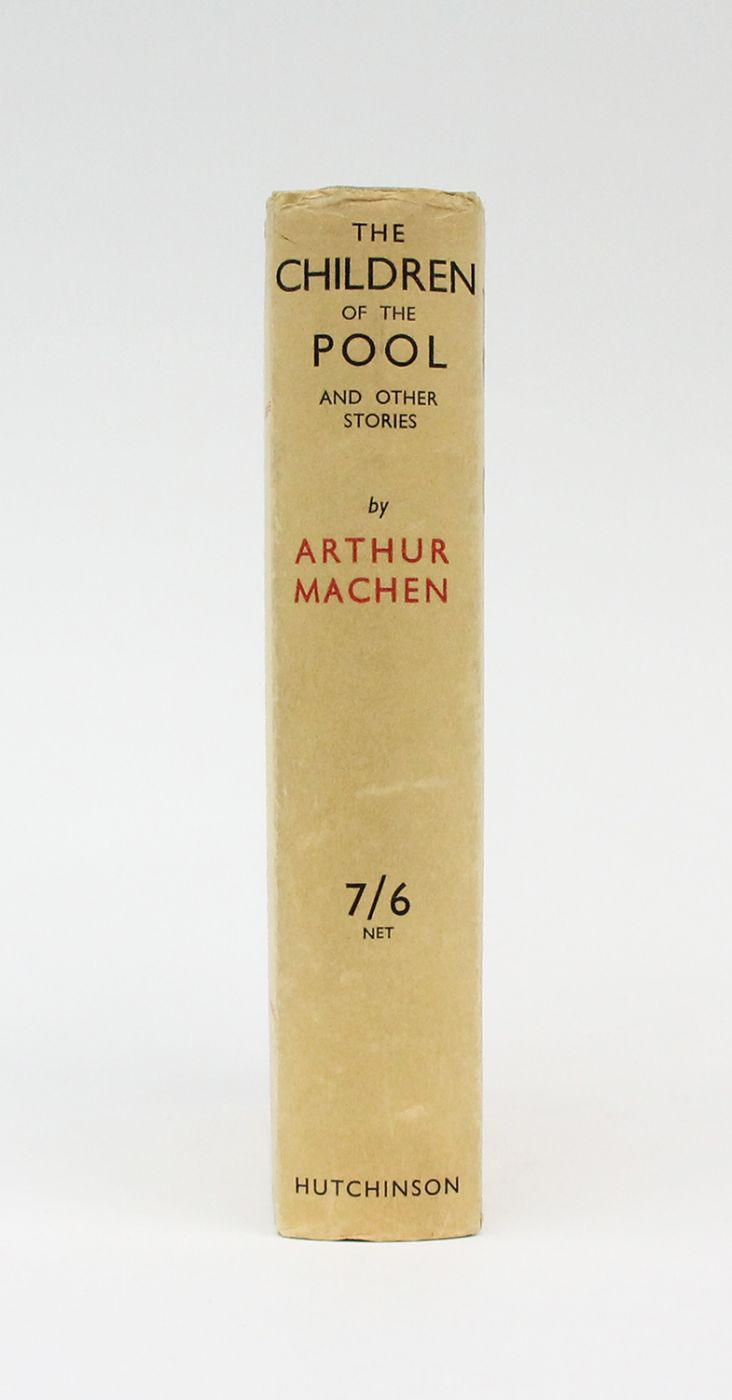 THE
CHILDREN
OF THE
POOL
AND OTHER
STORIES
by
ARTHUR
MACHEN
7/6
NET
HUTCHINSON